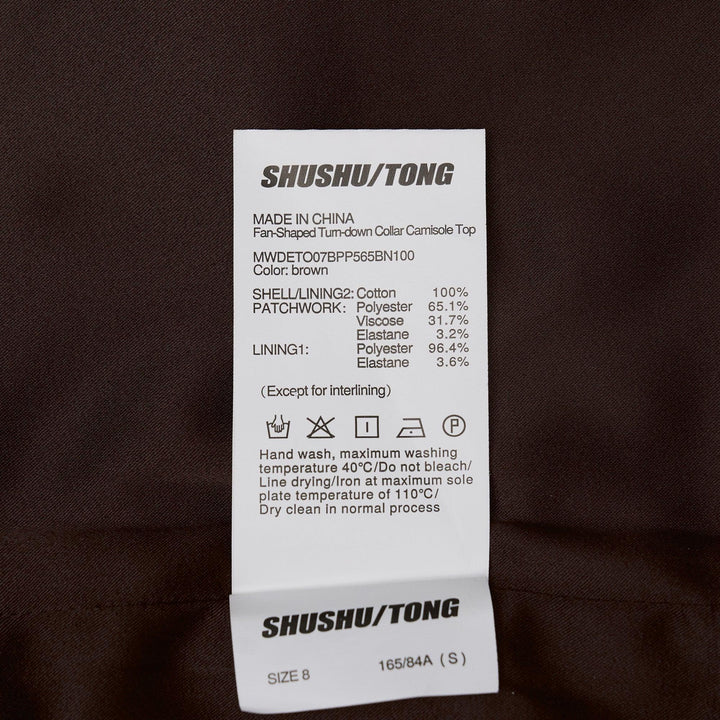 SHUSHU/TONG
MADE IN CHINA
Fan-Shaped Turn-down Collar Camisole Top
MWDETO07BPP565BN100
Color: brown
SHELL/LINING2: Cotton 100%
PATCHWORK: Polyester 65.1%
Viscose 31.7%
Elastane 3.2%
LINING1: Polyester 96.4%
Elastane 3.6%
(Except for interlining)
P
Hand wash, maximum washing
temperature 40℃/Do not bleach/
Line drying/Iron at maximum sole
plate temperature of 110℃/
Dry clean in normal process
SHUSHU/TONG
SIZE 8 165/84A ( S )